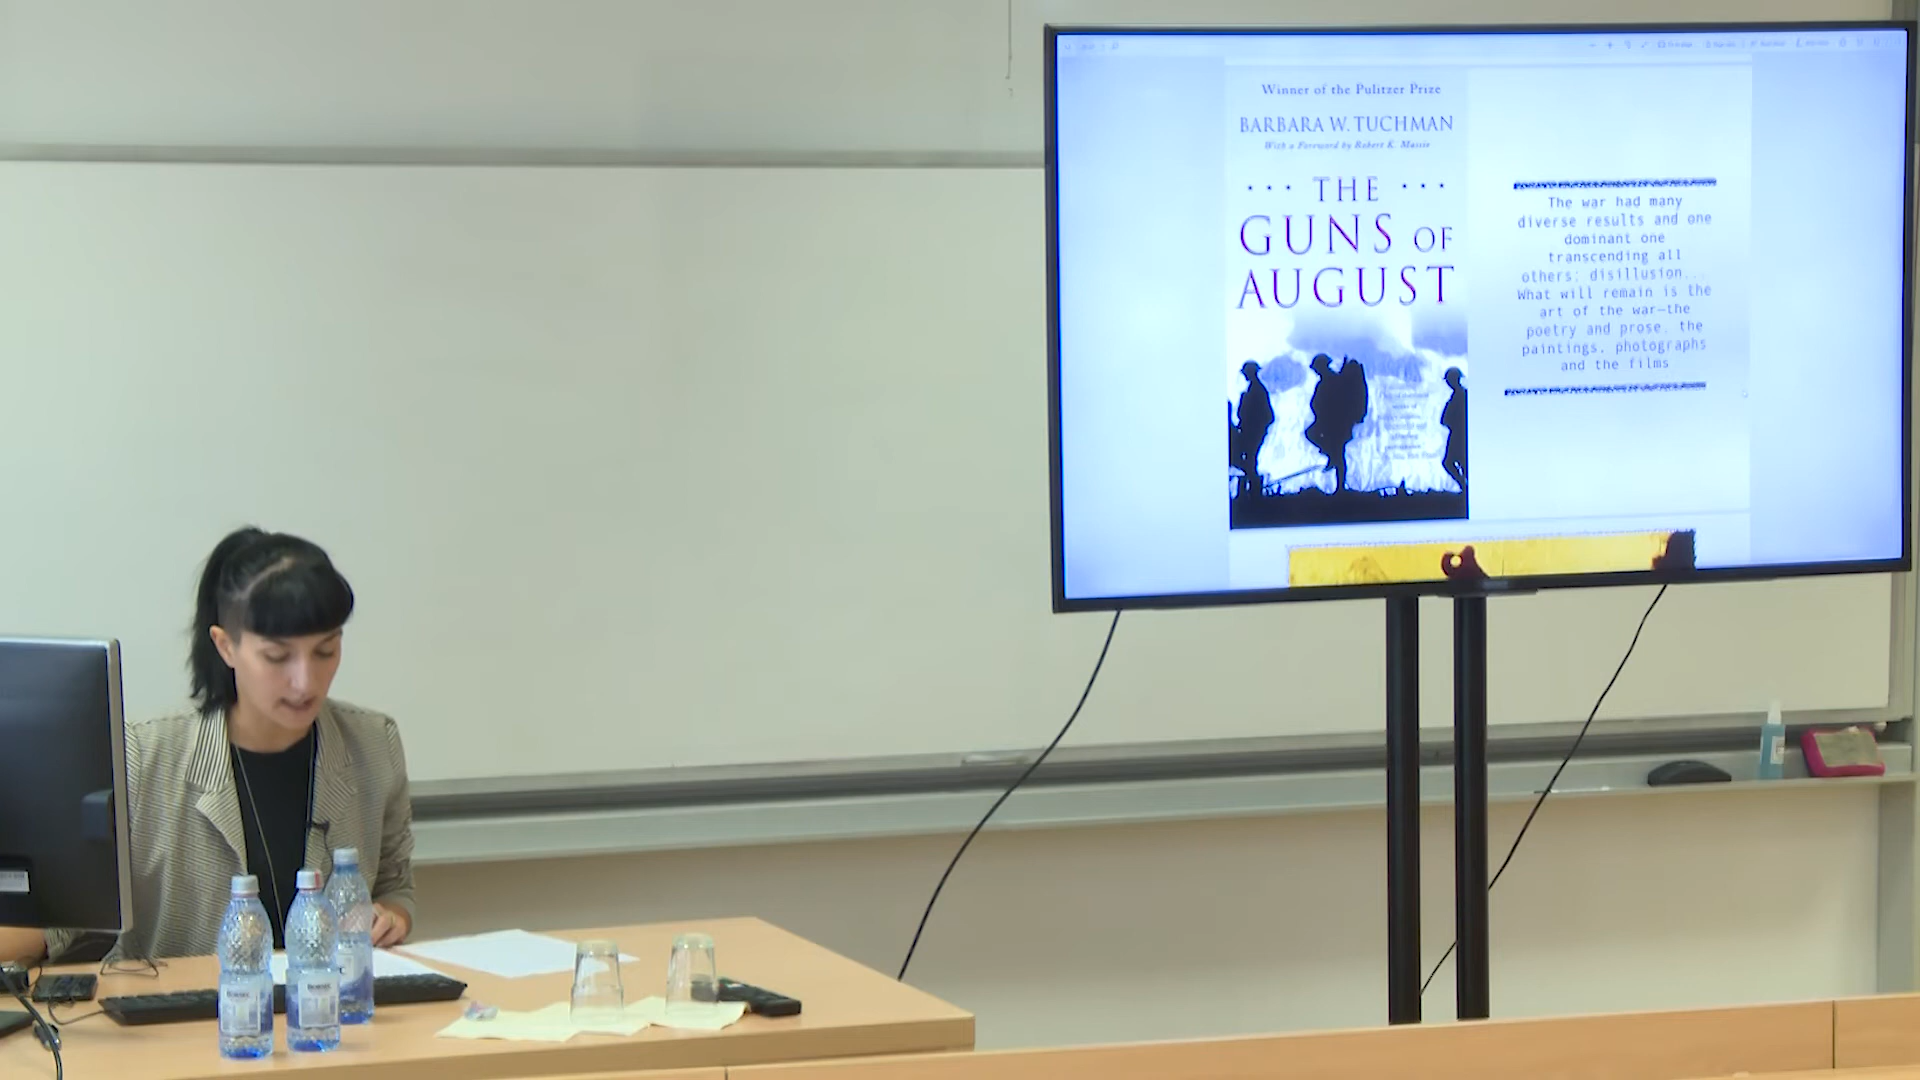 Winner of the Pulitzer Prize
BARBARA W. TUCHMAN
With a Foreword by Robert K. Massie
... THE ...
GUNS OF
AUGUST
The war had many
diverse results and one
dominant one
transcending all
others: disillusion...
What will remain is the
art of the war—the
poetry and prose, the
paintings, photographs
and the films